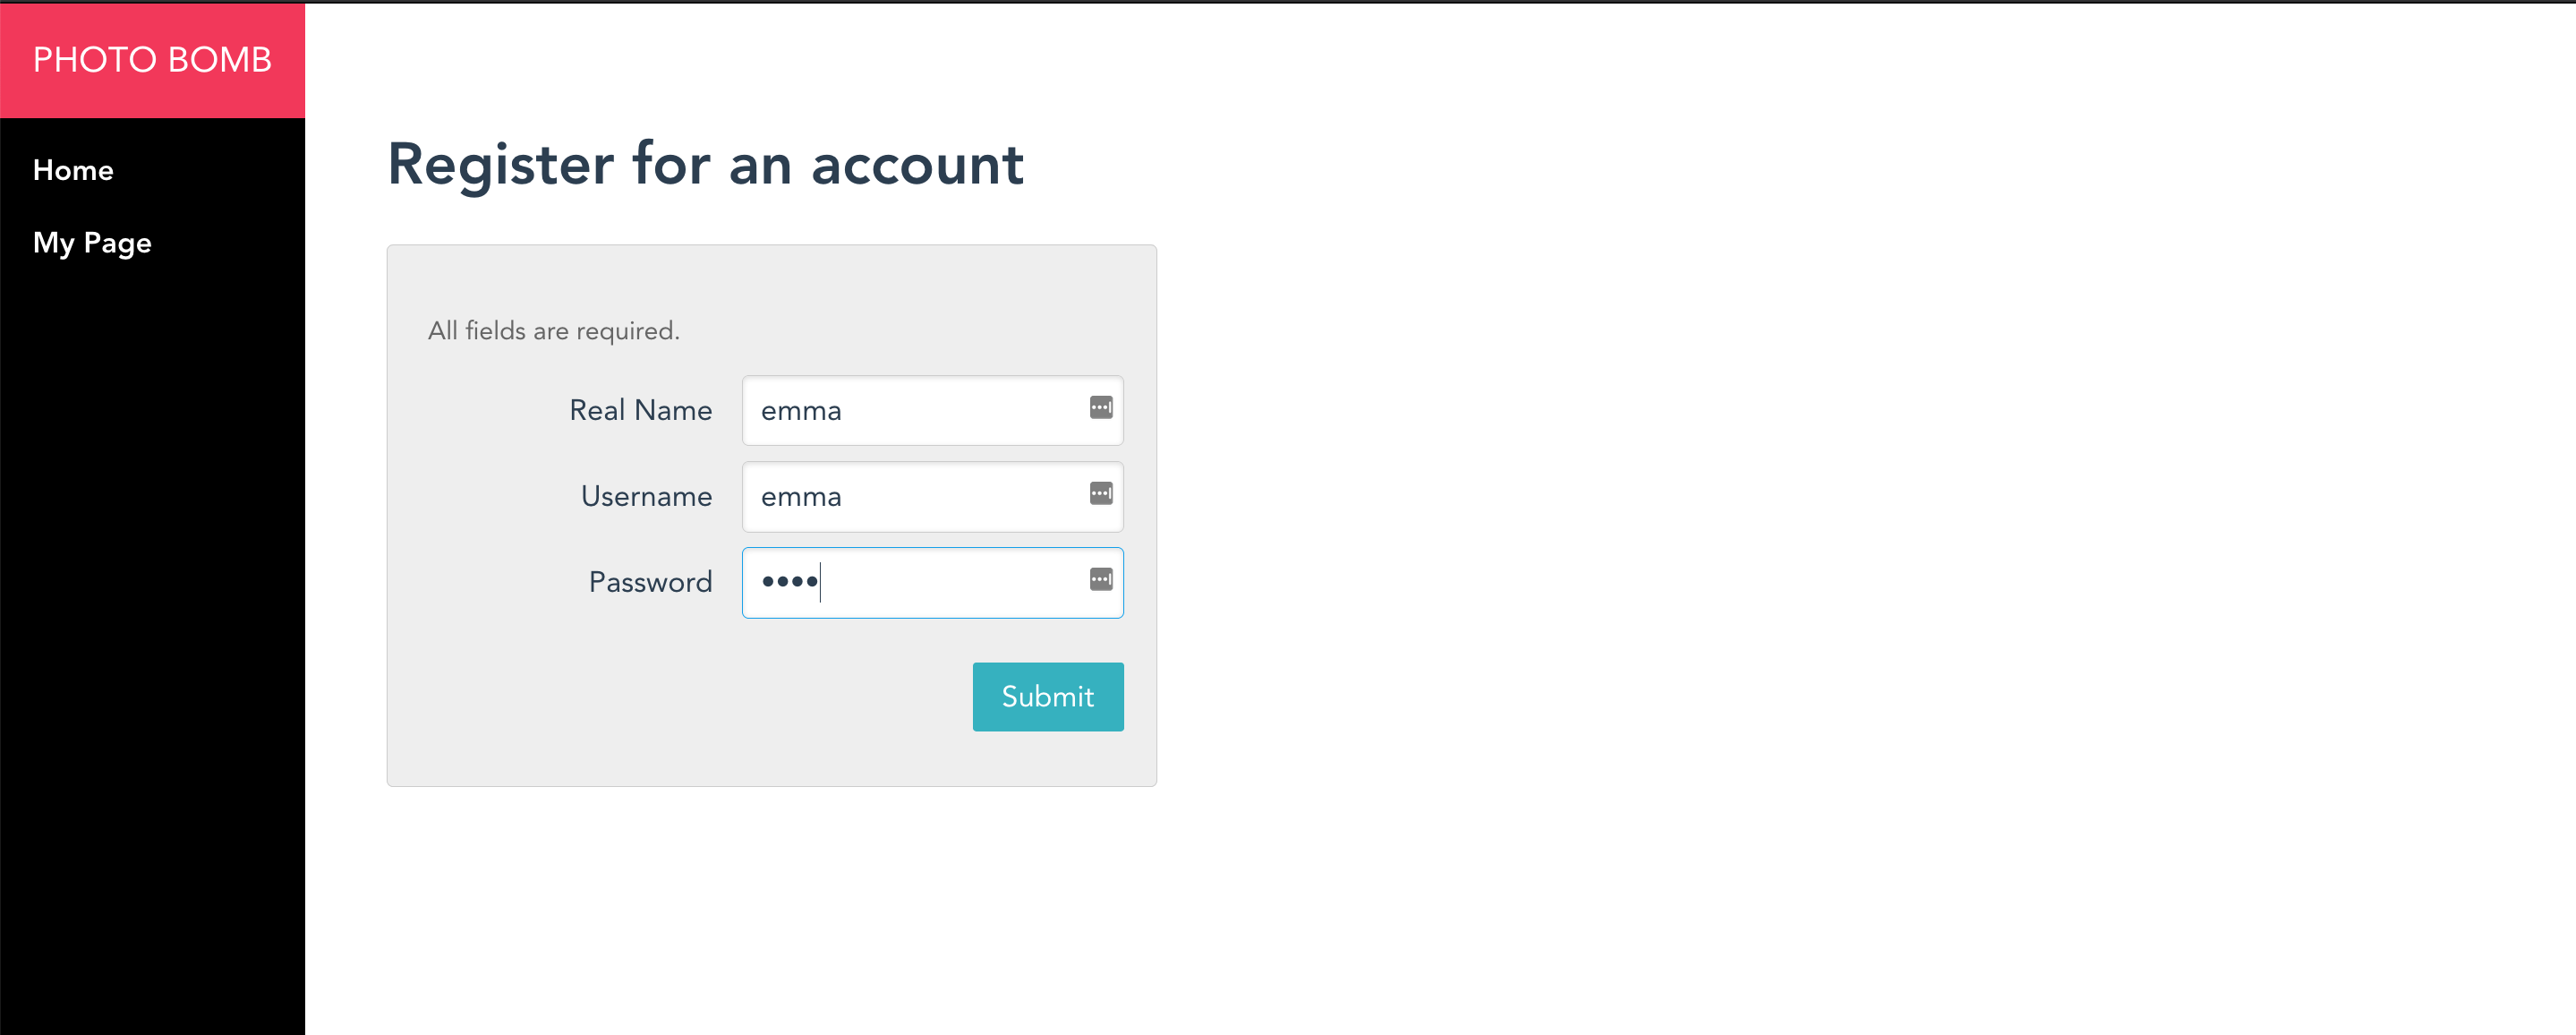 PHOTO BOMB
Home
My Page
Register for an account
All fields are required.
Real Name
emma
Username
emma
Password
••••
Submit